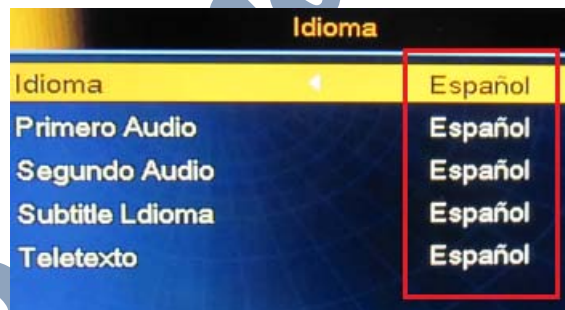 Idioma
Idioma Español
Primero Audio Español
Segundo Audio Español
Subtitle Ldioma Español
Teletexto Español